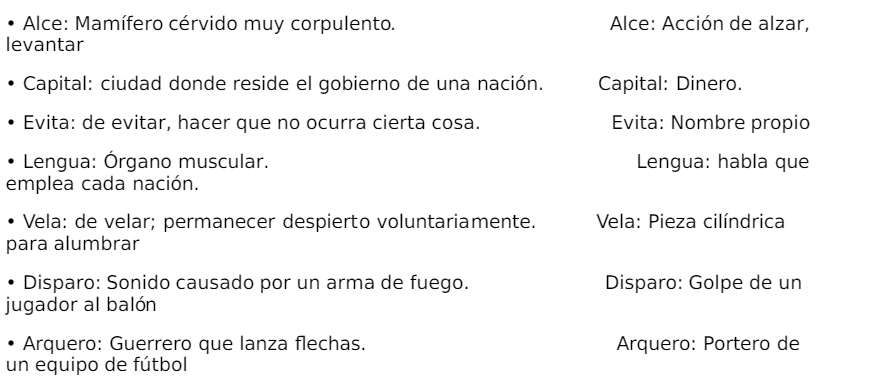 • Alce: Mamífero cérvido muy corpulento. Alce: Acción de alzar,
levantar
• Capital: ciudad donde reside el gobierno de una nación. Capital: Dinero.
• Evita: de evitar, hacer que no ocurra cierta cosa. Evita: Nombre propio
• Lengua: Órgano muscular. Lengua: habla que
emplea cada nación.
• Vela: de velar; permanecer despierto voluntariamente. Vela: Pieza cilíndrica
para alumbrar
• Disparo: Sonido causado por un arma de fuego. Disparo: Golpe de un
jugador al balón
• Arquero: Guerrero que lanza flechas. Arquero: Portero de
un equipo de fútbol